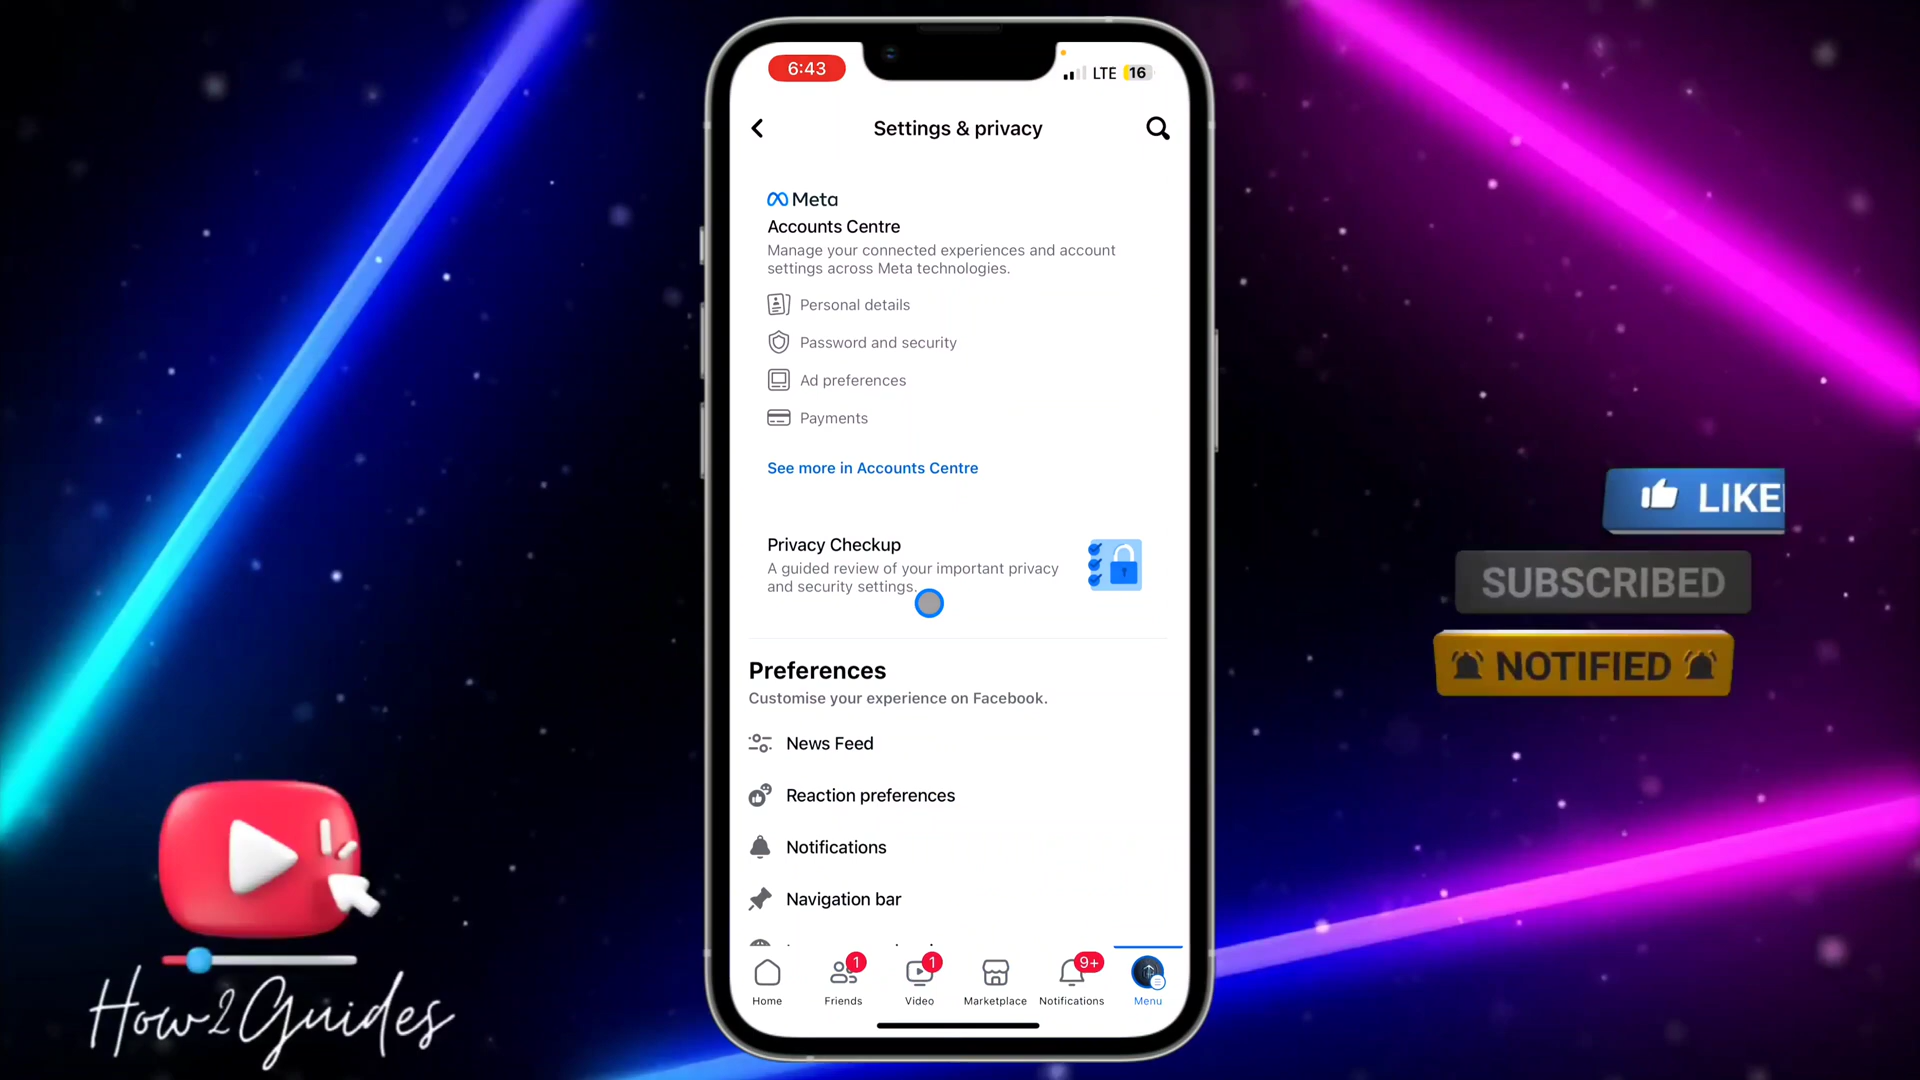 6:43
LTE 16
Settings & privacy
Meta
Accounts Centre
Manage your connected experiences and account
settings across Meta technologies.
Personal details
Password and security
Ad preferences
Payments
See more in Accounts Centre
Privacy Checkup
A guided review of your important privacy
and security settings.
Preferences
Customise your experience on Facebook.
News Feed
Reaction preferences
Notifications
Navigation bar
1
1
9+
Home
Friends
Video
Marketplace
Notifications
Menu
LIKE
SUBSCRIBED
NOTIFIED
How2Guides